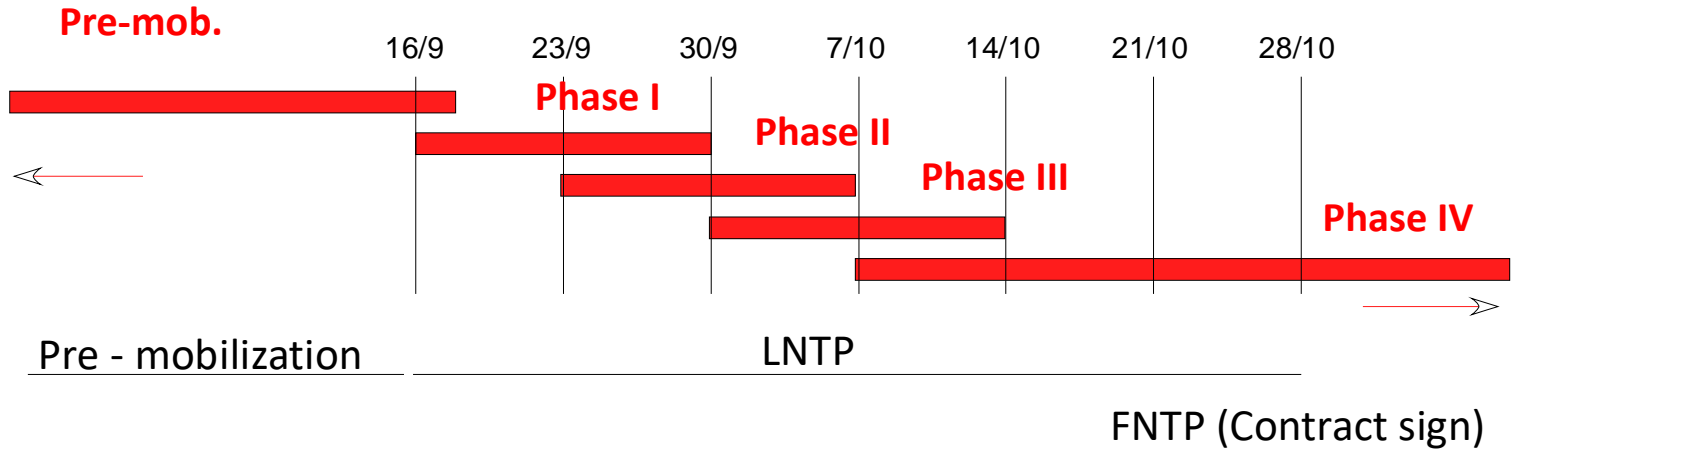 Pre-mob.
16/9 23/9 30/9 7/10 14/10 21/10 28/10
Phase I
Phase II
Phase III
Phase IV
Pre - mobilization LNTP
FNTP (Contract sign)